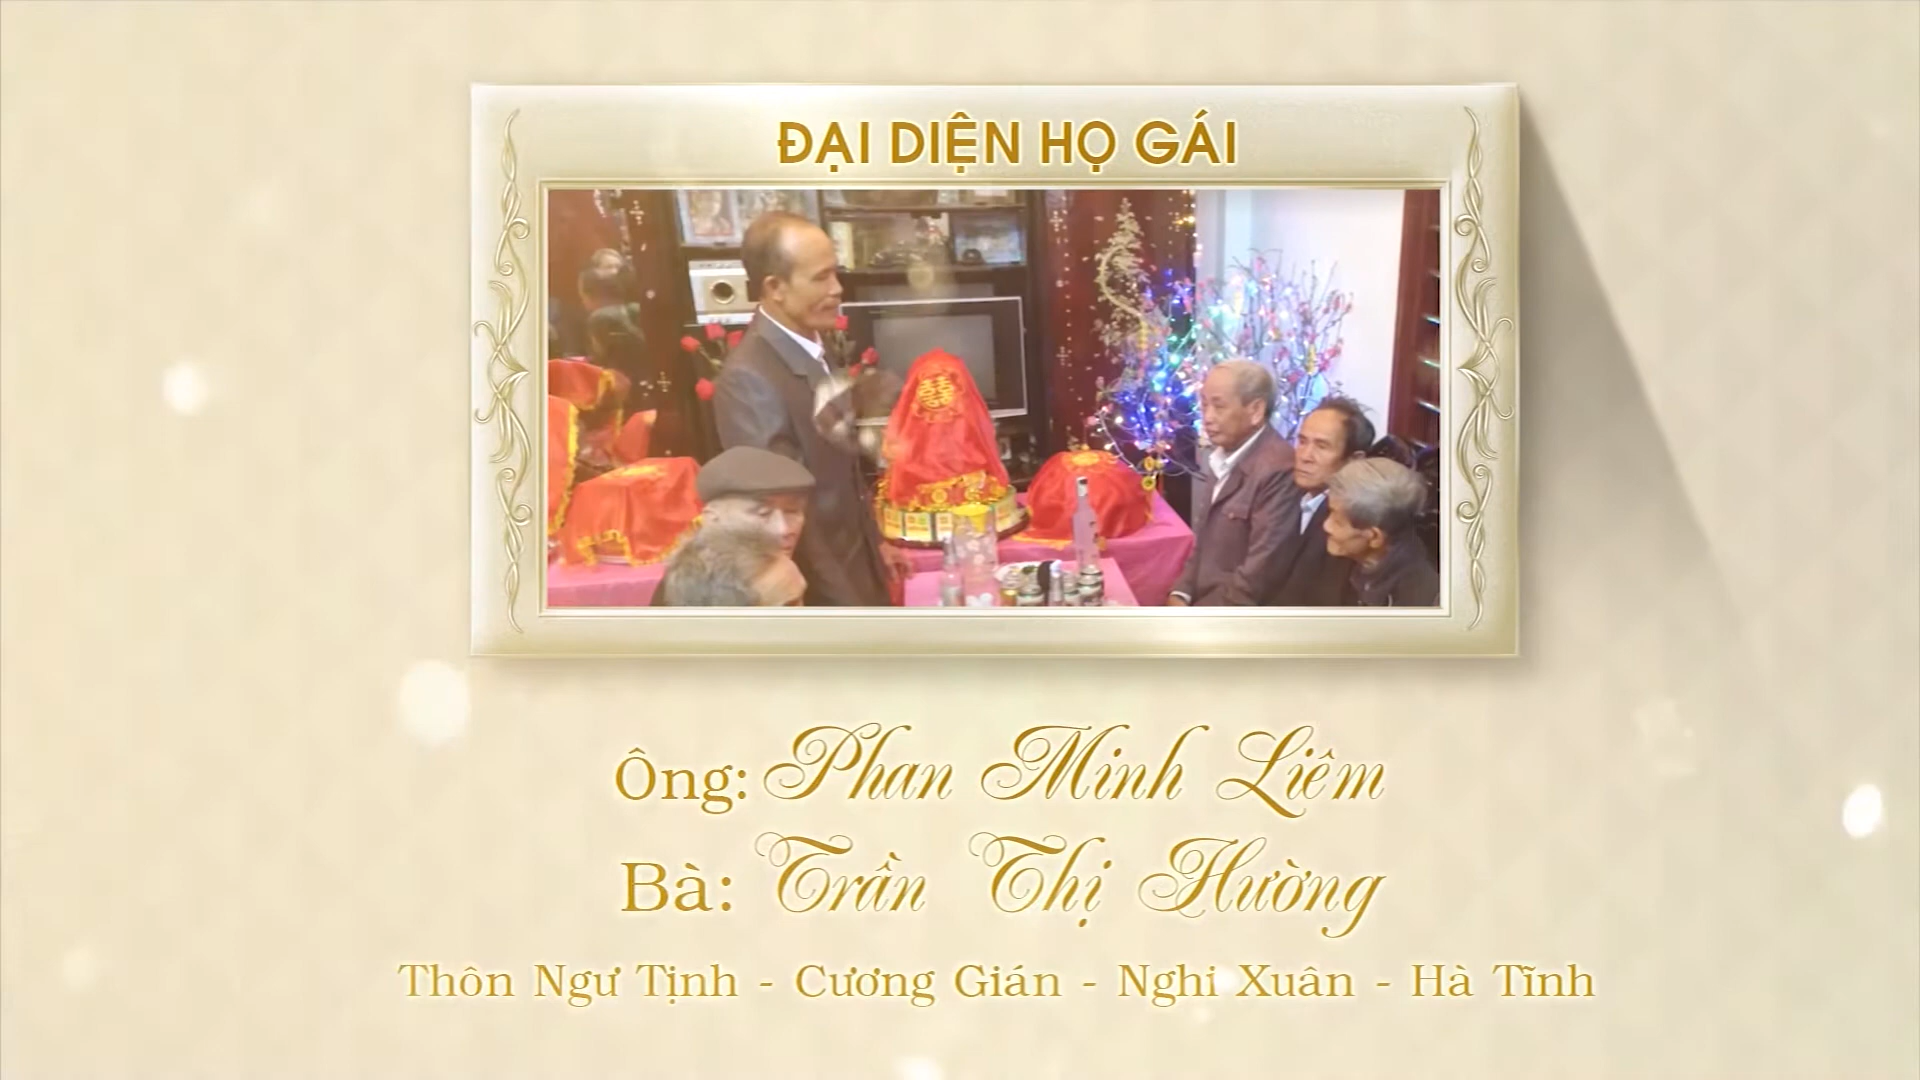 ĐẠI DIỆN HỌ GÁI
囍
Ông: Phan Minh Liêm
Bà: Trần Thị Hường
Thôn Ngư Tịnh - Cương Gián - Nghi Xuân - Hà Tĩnh